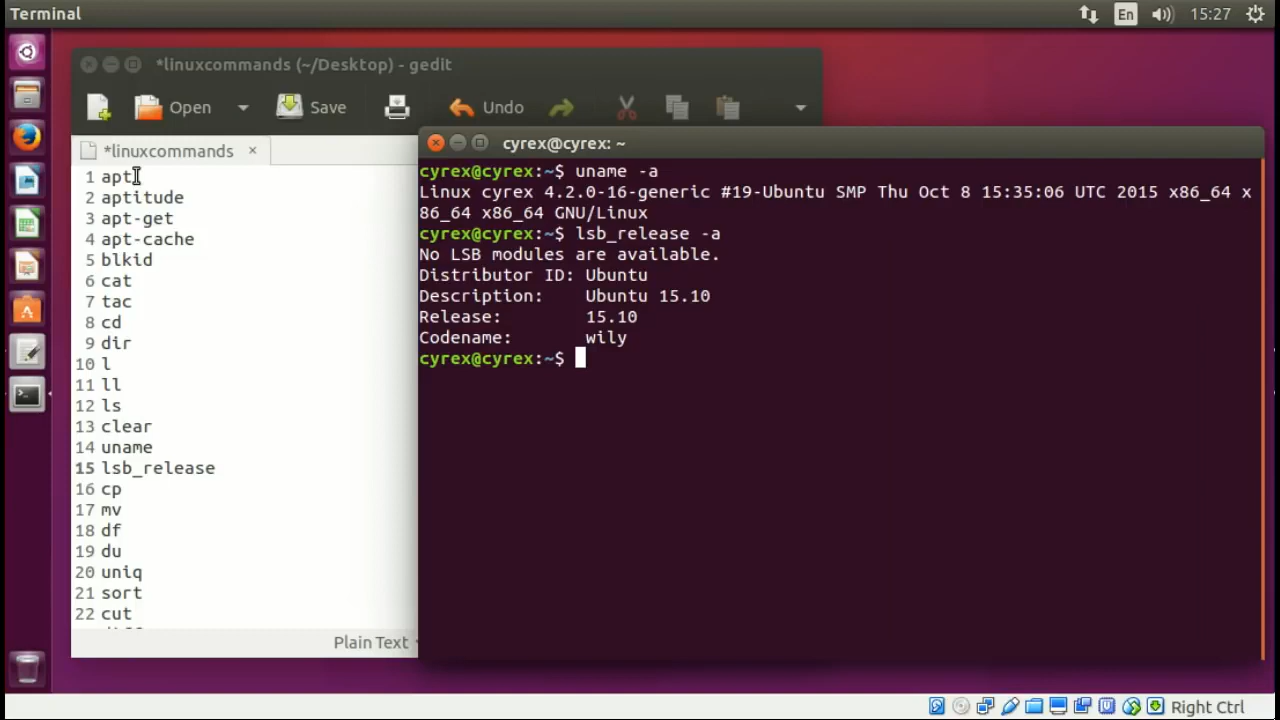 Terminal
En
15:27
*linuxcommands (~/Desktop) - gedit
Open
Save
Undo
*linuxcommands ×
1 apt
2 aptitude
3 apt-get
4 apt-cache
5 blkid
6 cat
7 tac
8 cd
9 dir
10 l
11 ll
12 ls
13 clear
14 uname
15 lsb_release
16 cp
17 mv
18 df
19 du
20 uniq
21 sort
22 cut
Plain Text
cyrex@cyrex: ~
cyrex@cyrex:~$ uname -a
Linux cyrex 4.2.0-16-generic #19-Ubuntu SMP Thu Oct 8 15:35:06 UTC 2015 x86_64 x
86_64 x86_64 GNU/Linux
cyrex@cyrex:~$ lsb_release -a
No LSB modules are available.
Distributor ID: Ubuntu
Description: Ubuntu 15.10
Release: 15.10
Codename: wily
cyrex@cyrex:~$
Right Ctrl